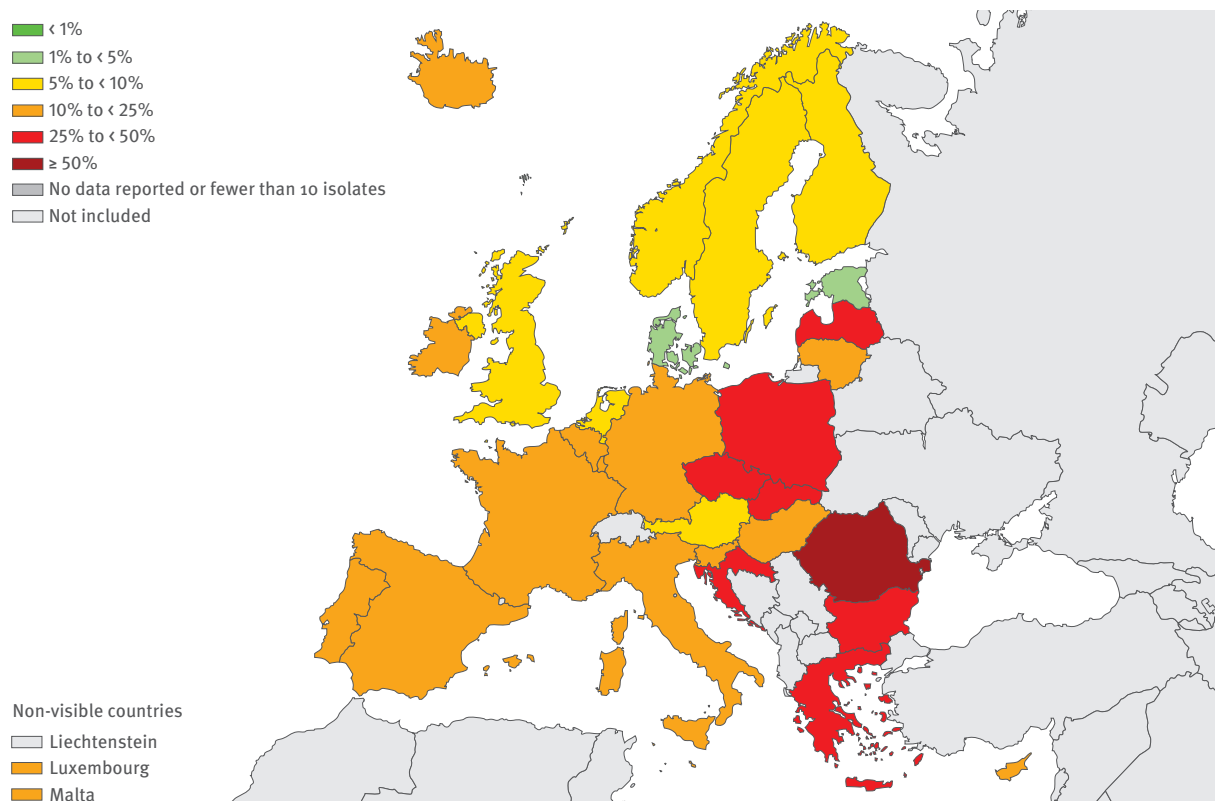 ‹ 1%
1% to ‹ 5%
5% to ‹ 10%
10% to ‹ 25%
25% to ‹ 50%
≥ 50%
No data reported or fewer than 10 isolates
Not included
Non-visible countries
Liechtenstein
Luxembourg
Malta